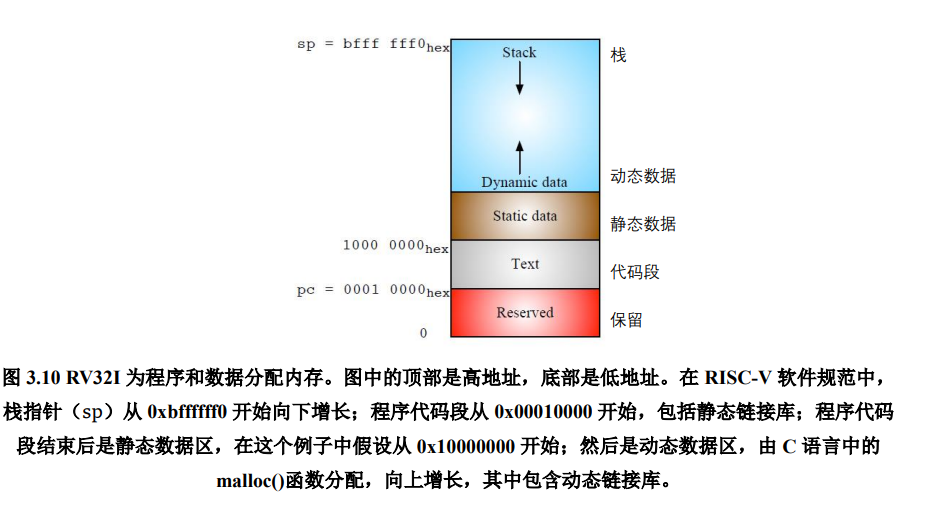 sp = bfff fff0hex
Stack
栈
Dynamic data
动态数据
Static data
静态数据
1000 0000hex
Text
代码段
pc = 0001 0000hex
Reserved
保留
0
图 3.10 RV32I 为程序和数据分配内存。图中的顶部是高地址，底部是低地址。在 RISC-V 软件规范中，
栈指针（sp）从 0xbffffff0 开始向下增长；程序代码段从 0x00010000 开始，包括静态链接库；程序代码
段结束后是静态数据区，在这个例子中假设从 0x10000000 开始；然后是动态数据区，由 C 语言中的
malloc()函数分配，向上增长，其中包含动态链接库。